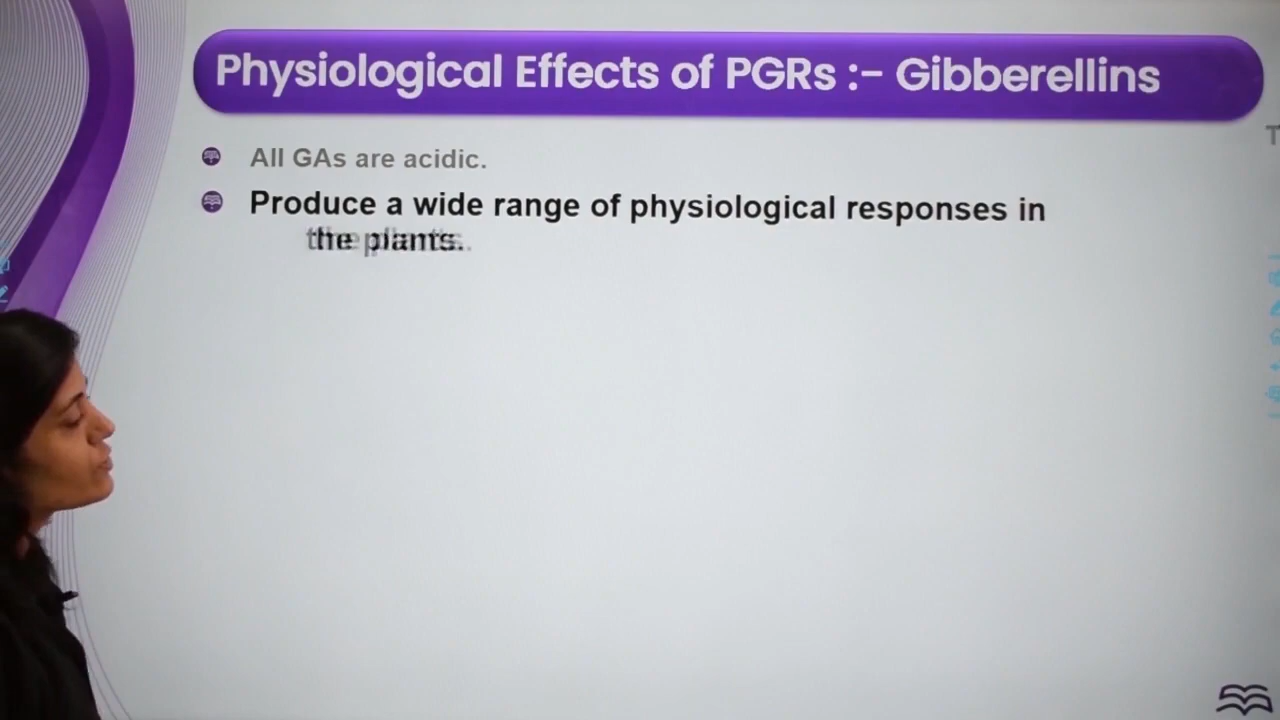 Physiological Effects of PGRs :- Gibberellins
All GAs are acidic.
Produce a wide range of physiological responses in
the plants.
T